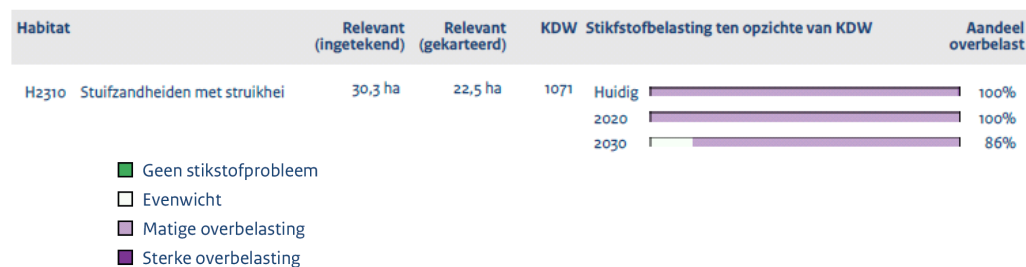 Habitat Relevant Relevant KDW Stikfstofbelasting ten opzichte van KDW Aandeel
(ingetekend) (gekarteerd) overbelast
H2310 Stuifzandheiden met struikhei 30,3 ha 22,5 ha 1071 Huidig 100%
2020 100%
2030 86%
Geen stikstofprobleem
Evenwicht
Matige overbelasting
Sterke overbelasting